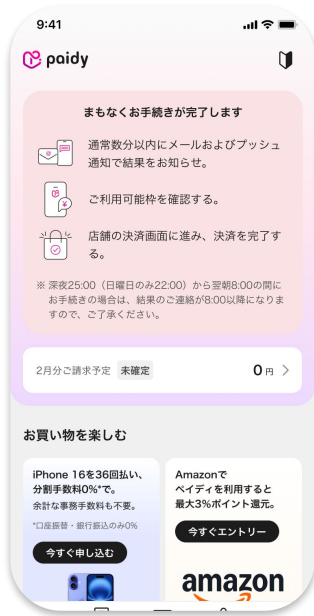 9:41
paidy
まもなくお手続きが完了します
通常数分以内にメールおよびプッシュ
通知で結果をお知らせ。
ご利用可能枠を確認する。
店舗の決済画面に進み、決済を完了す
る。
※ 深夜25:00（日曜日のみ22:00）から翌朝8:00の間に
お手続きの場合は、結果のご連絡が8:00以降になりま
すので、ご了承ください。
2月分ご請求予定 未確定 0 円
お買い物を楽しむ
iPhone 16を36回払い、
分割手数料0%*で。
余計な事務手数料も不要。
*口座振替・銀行振込のみ0%
今すぐ申し込む
Amazonで
ペイディを利用すると
最大3%ポイント還元。
今すぐエントリー
amazon